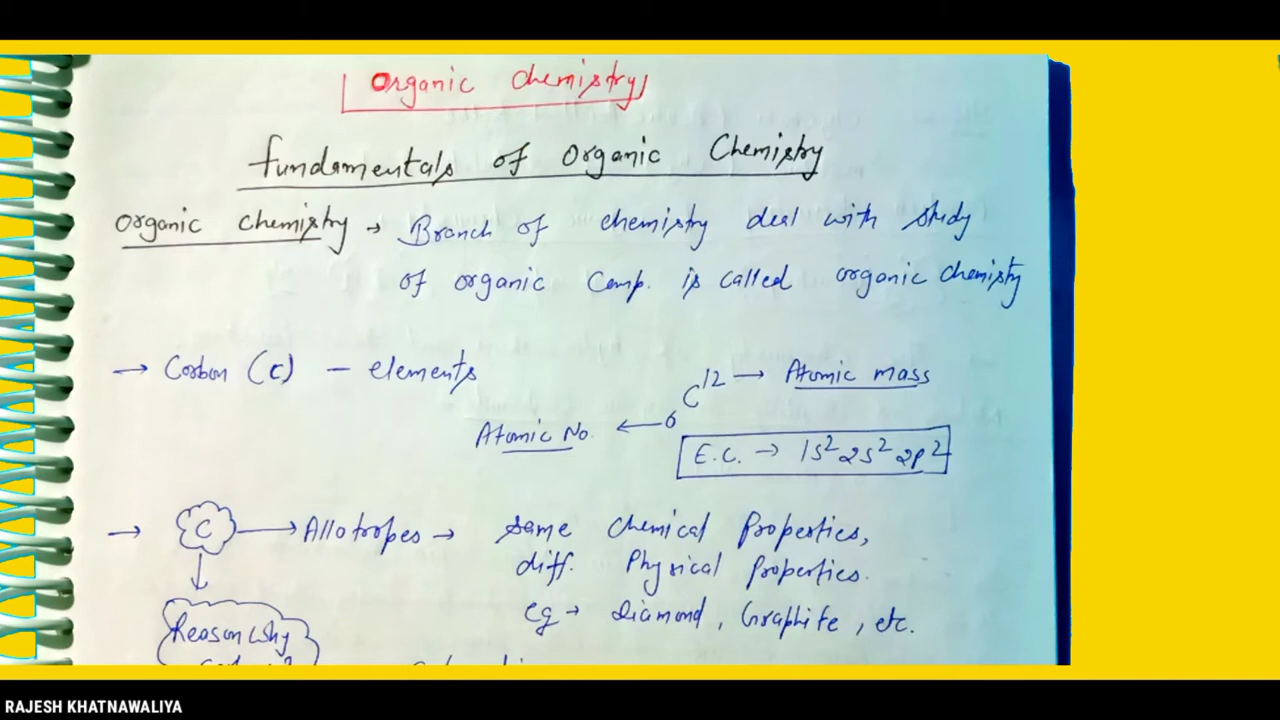 Organic Chemistry
Fundamentals of Organic Chemistry
Organic Chemistry → Branch of chemistry deal with study
of organic Comp. is called organic chemistry
→ Carbon (C) – elements
₆C¹² → Atomic mass
Atomic No. ←
E.C. → 1s² 2s² 2p²
→ C → Allotropes → same Chemical Properties,
diff. Physical Properties.
eg → Diamond, Graphite, etc.
Reason why
RAJESH KHATNAWALIYA